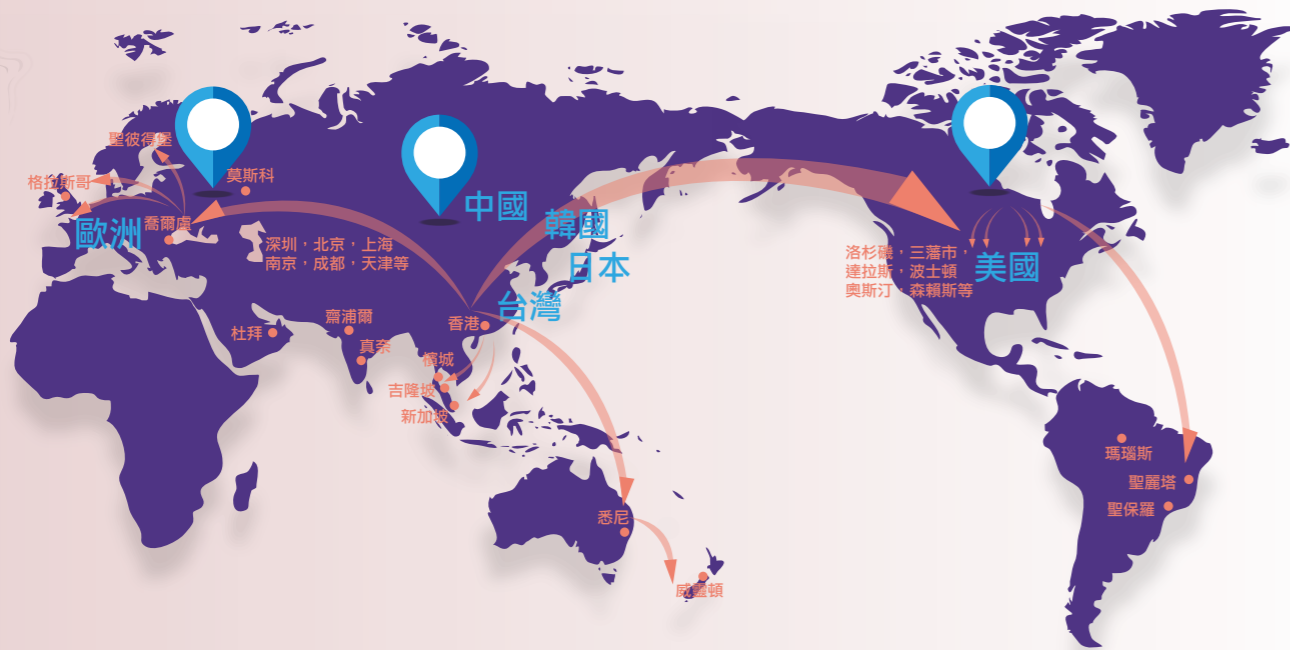 聖彼得堡
格拉斯哥
莫斯科
歐洲
喬爾盧
中國
韓國
日本
台灣
深圳，北京，上海
南京，成都，天津等
洛杉磯，三藩市，
達拉斯，波士頓
奧斯汀，森賴斯等
美國
香港
齋浦爾
杜拜
真奈
檳城
吉隆坡
新加坡
瑪瑙斯
聖麗塔
聖保羅
悉尼
威靈頓